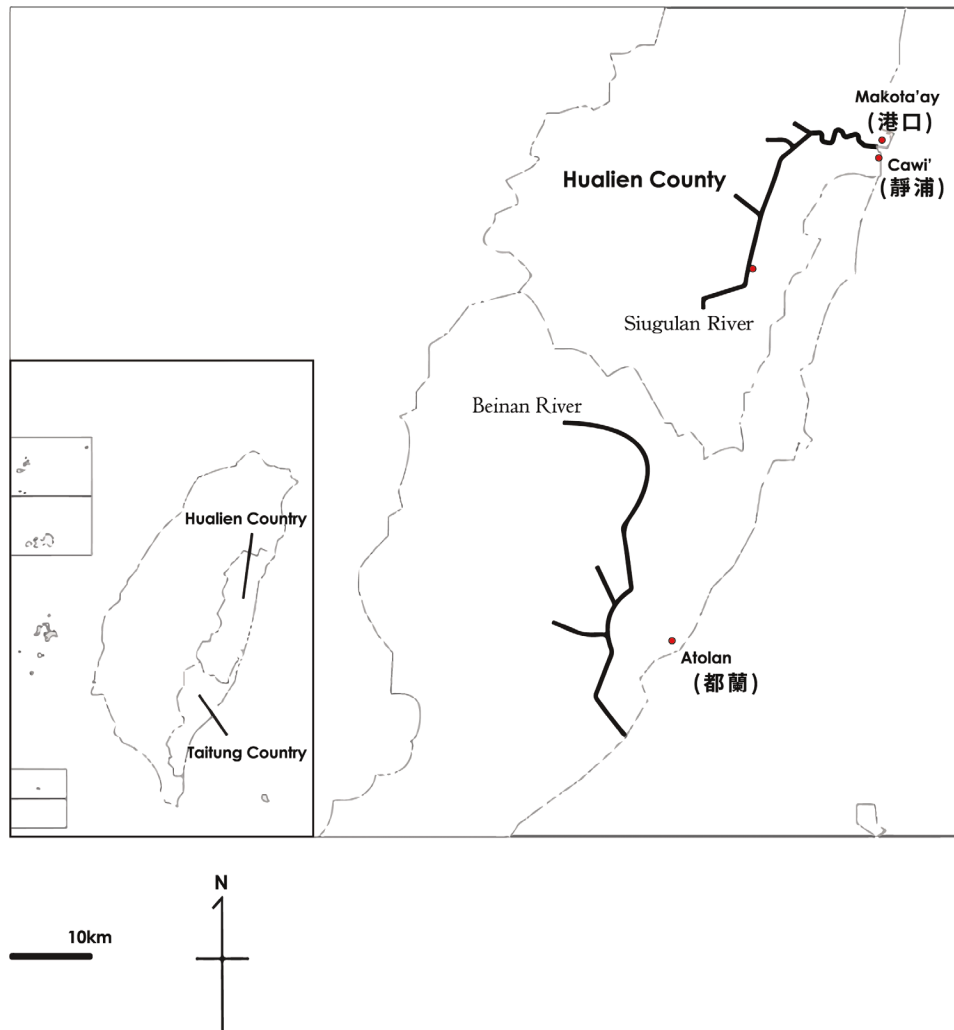 Makota'ay
(港口)
Cawi'
(靜浦)
Hualien County
Siugulan River
Beinan River
Hualien Country
Atolan
(都蘭)
Taitung Country
N
10km